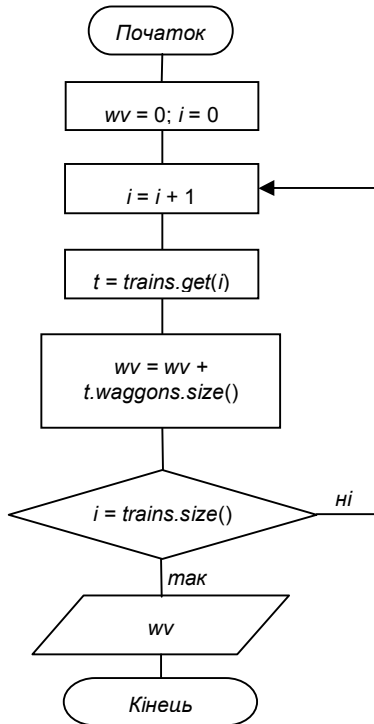 Початок
wv = 0; i = 0
i = i + 1
t = trains.get(i)
wv = wv +
t.waggons.size()
i = trains.size()
ні
так
wv
Кінець